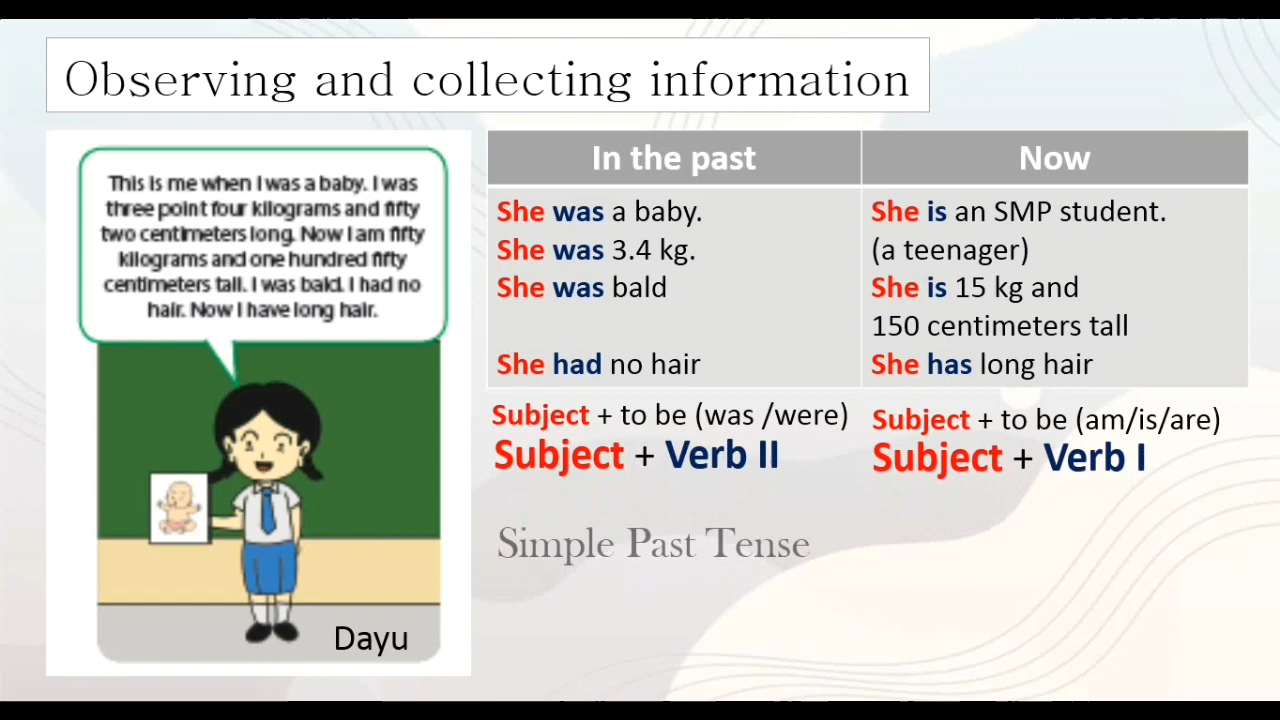 Observing and collecting information
This is me when I was a baby. I was
three point four kilograms and fifty
two centimeters long. Now I am fifty
kilograms and one hundred fifty
centimeters tall. I was bald. I had no
hair. Now I have long hair.
Dayu
In the past
She was a baby.
She was 3.4 kg.
She was bald
She had no hair
Subject + to be (was /were)
Subject + Verb II
Now
She is an SMP student.
(a teenager)
She is 15 kg and
150 centimeters tall
She has long hair
Subject + to be (am/is/are)
Subject + Verb I
Simple Past Tense